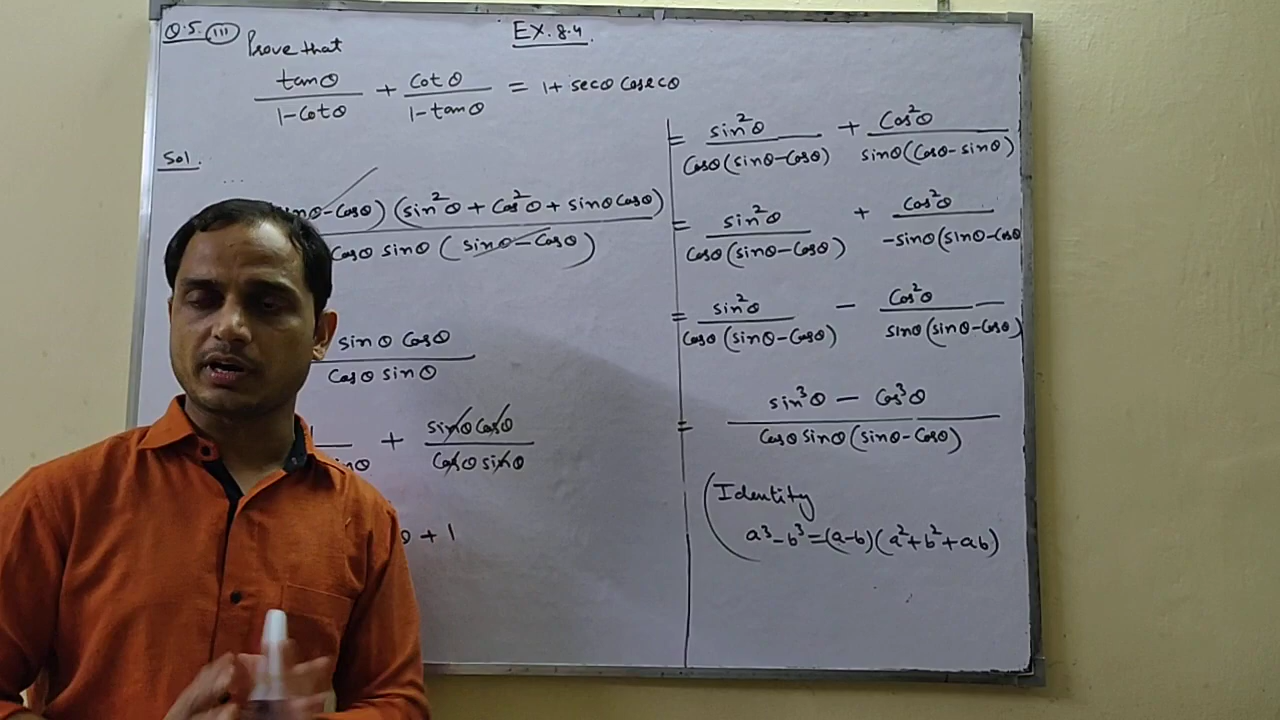 Q.5. (iii) Prove that
EX. 8.4.
tanθ / 1-cotθ + cotθ / 1-tanθ = 1+ secθ cosecθ
Sol.
inθ-cosθ) (sin²θ + cos²θ + sinθ cosθ) / cosθ sinθ (sinθ-cosθ)
sinθ cosθ / cosθ sinθ
+ sinθ cosθ / cosθ sinθ
+ 1
= sin²θ / cosθ(sinθ-cosθ) + cos²θ / sinθ(cosθ-sinθ)
= sin²θ / cosθ(sinθ-cosθ) + cos²θ / -sinθ(sinθ-cosθ
= sin²θ / cosθ(sinθ-cosθ) - cos²θ / sinθ(sinθ-cosθ)
= sin³θ - cos³θ / cosθ sinθ(sinθ-cosθ)
(Identity
a³-b³=(a-b)(a²+b²+ab)